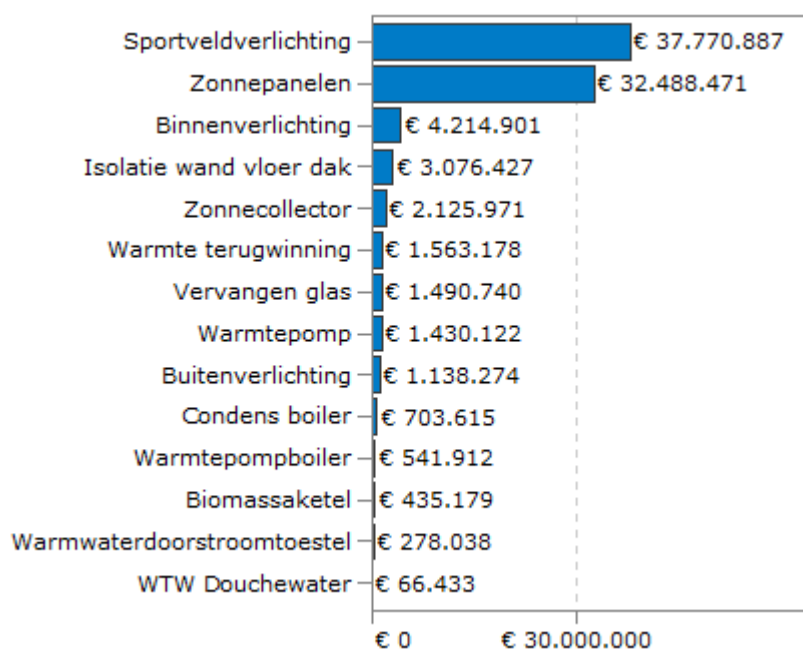 Sportveldverlichting € 37.770.887
Zonnepanelen € 32.488.471
Binnenverlichting € 4.214.901
Isolatie wand vloer dak € 3.076.427
Zonnecollector € 2.125.971
Warmte terugwinning € 1.563.178
Vervangen glas € 1.490.740
Warmtepomp € 1.430.122
Buitenverlichting € 1.138.274
Condens boiler € 703.615
Warmtepompboiler € 541.912
Biomassaketel € 435.179
Warmwaterdoorstroomtoestel € 278.038
WTW Douchewater € 66.433
€ 0 € 30.000.000